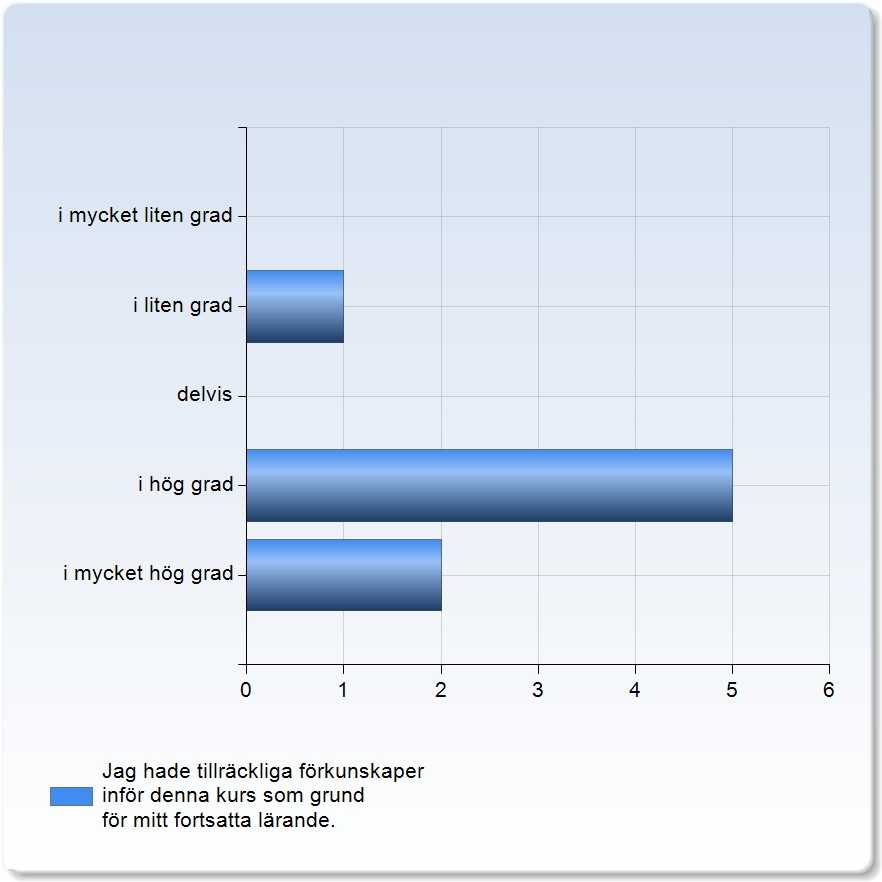 i mycket liten grad
i liten grad
delvis
i hög grad
i mycket hög grad
0 1 2 3 4 5 6
Jag hade tillräckliga förkunskaper
inför denna kurs som grund
för mitt fortsatta lärande.